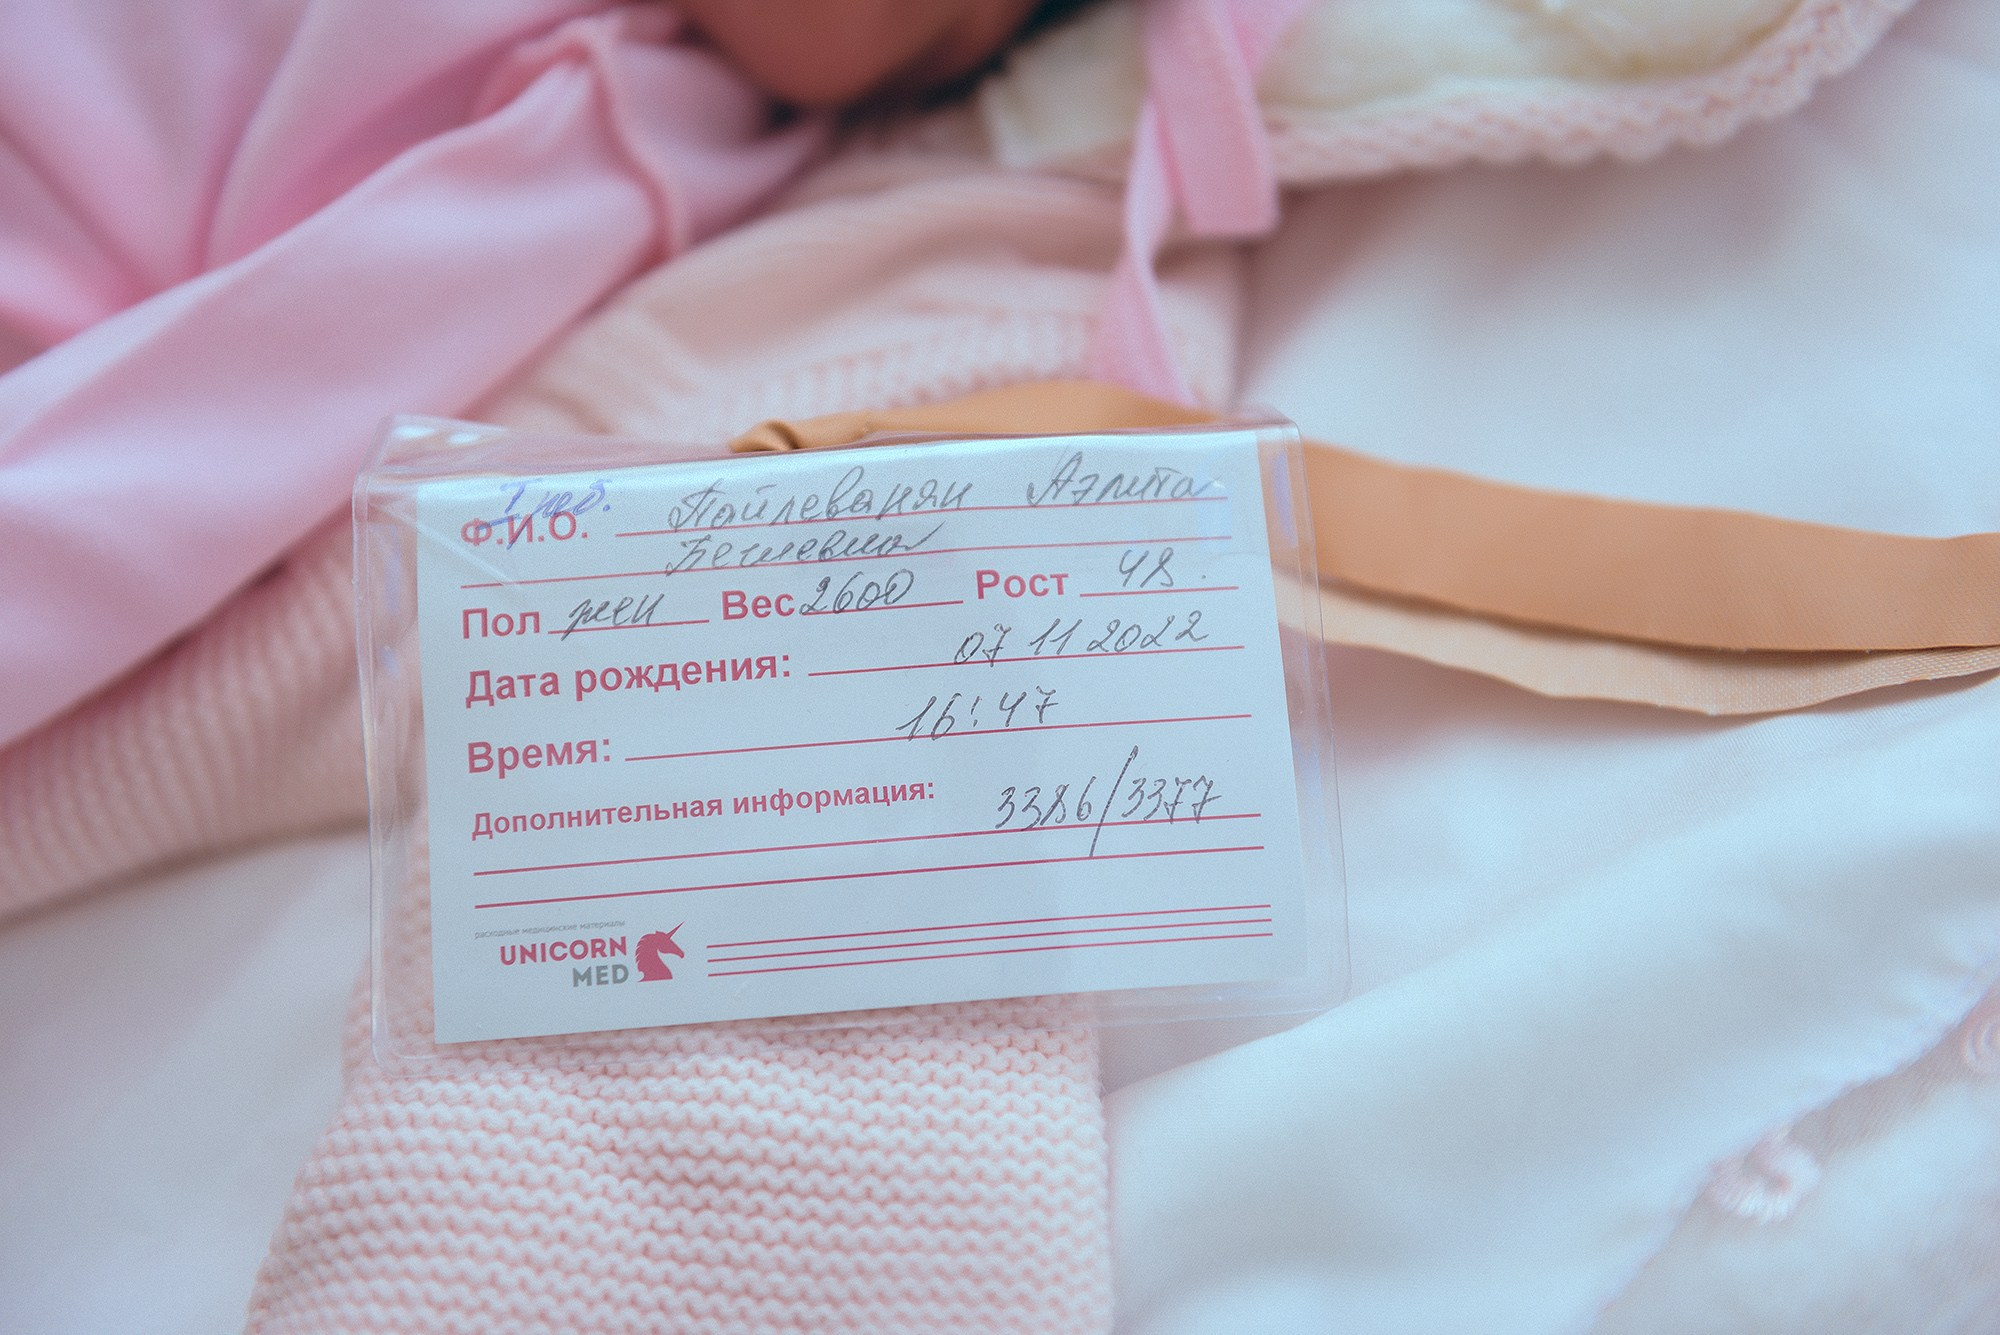 I реб.
Ф.И.О. Пайлеванян Аэлита
Пол жен Вес 2600 Рост 48.
Дата рождения: 07 11 2022
Время: 16:47
Дополнительная информация: 3386/3377
расходные медицинские материалы
UNICORN
MED